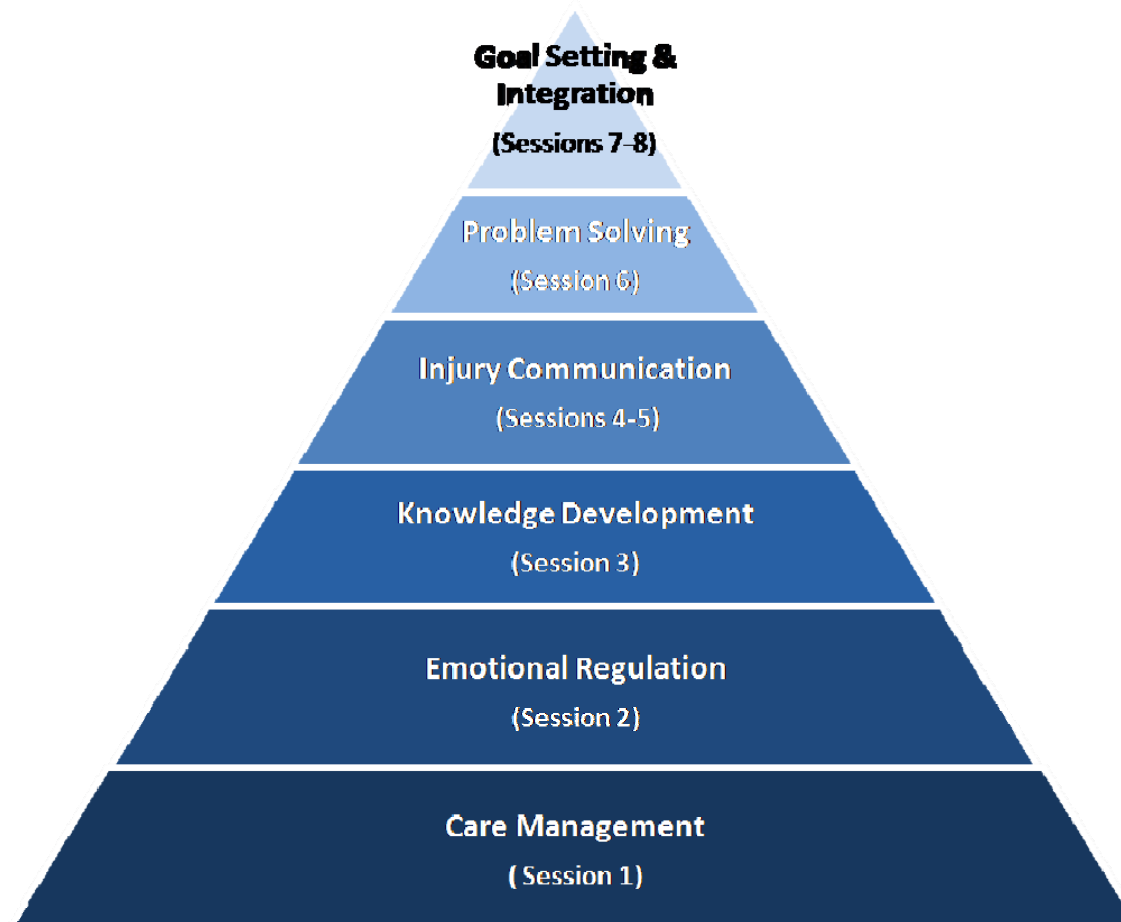 Goal Setting &
Integration
(Sessions 7-8)
Problem Solving
(Session 6)
Injury Communication
(Sessions 4-5)
Knowledge Development
(Session 3)
Emotional Regulation
(Session 2)
Care Management
( Session 1)